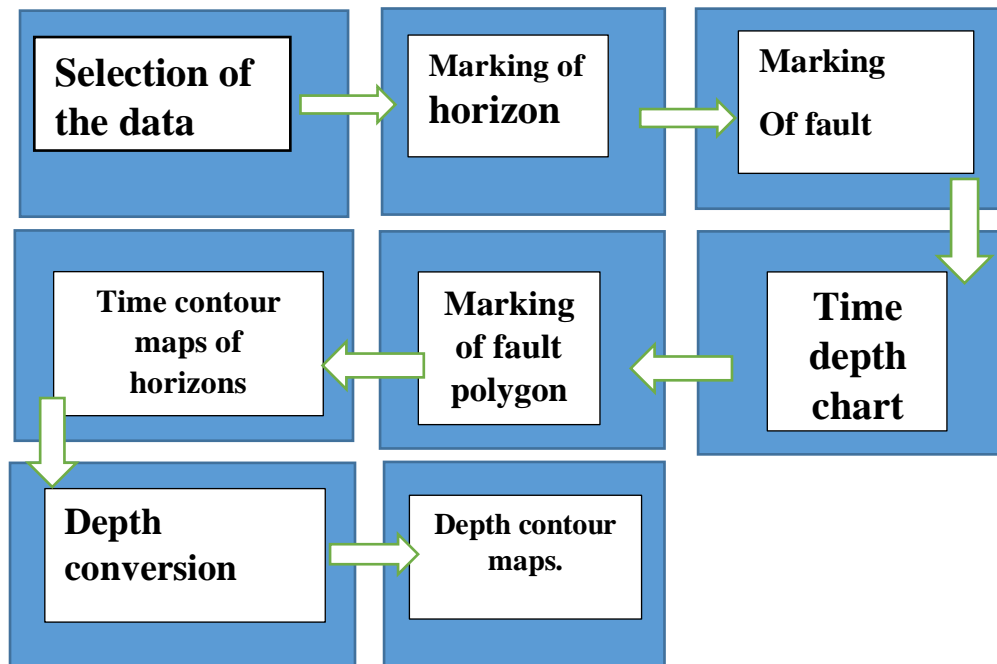 Selection of
the data
Marking of
horizon
Marking
Of fault
Time
depth
chart
Marking
of fault
polygon
Time contour
maps of
horizons
Depth
conversion
Depth contour
maps.